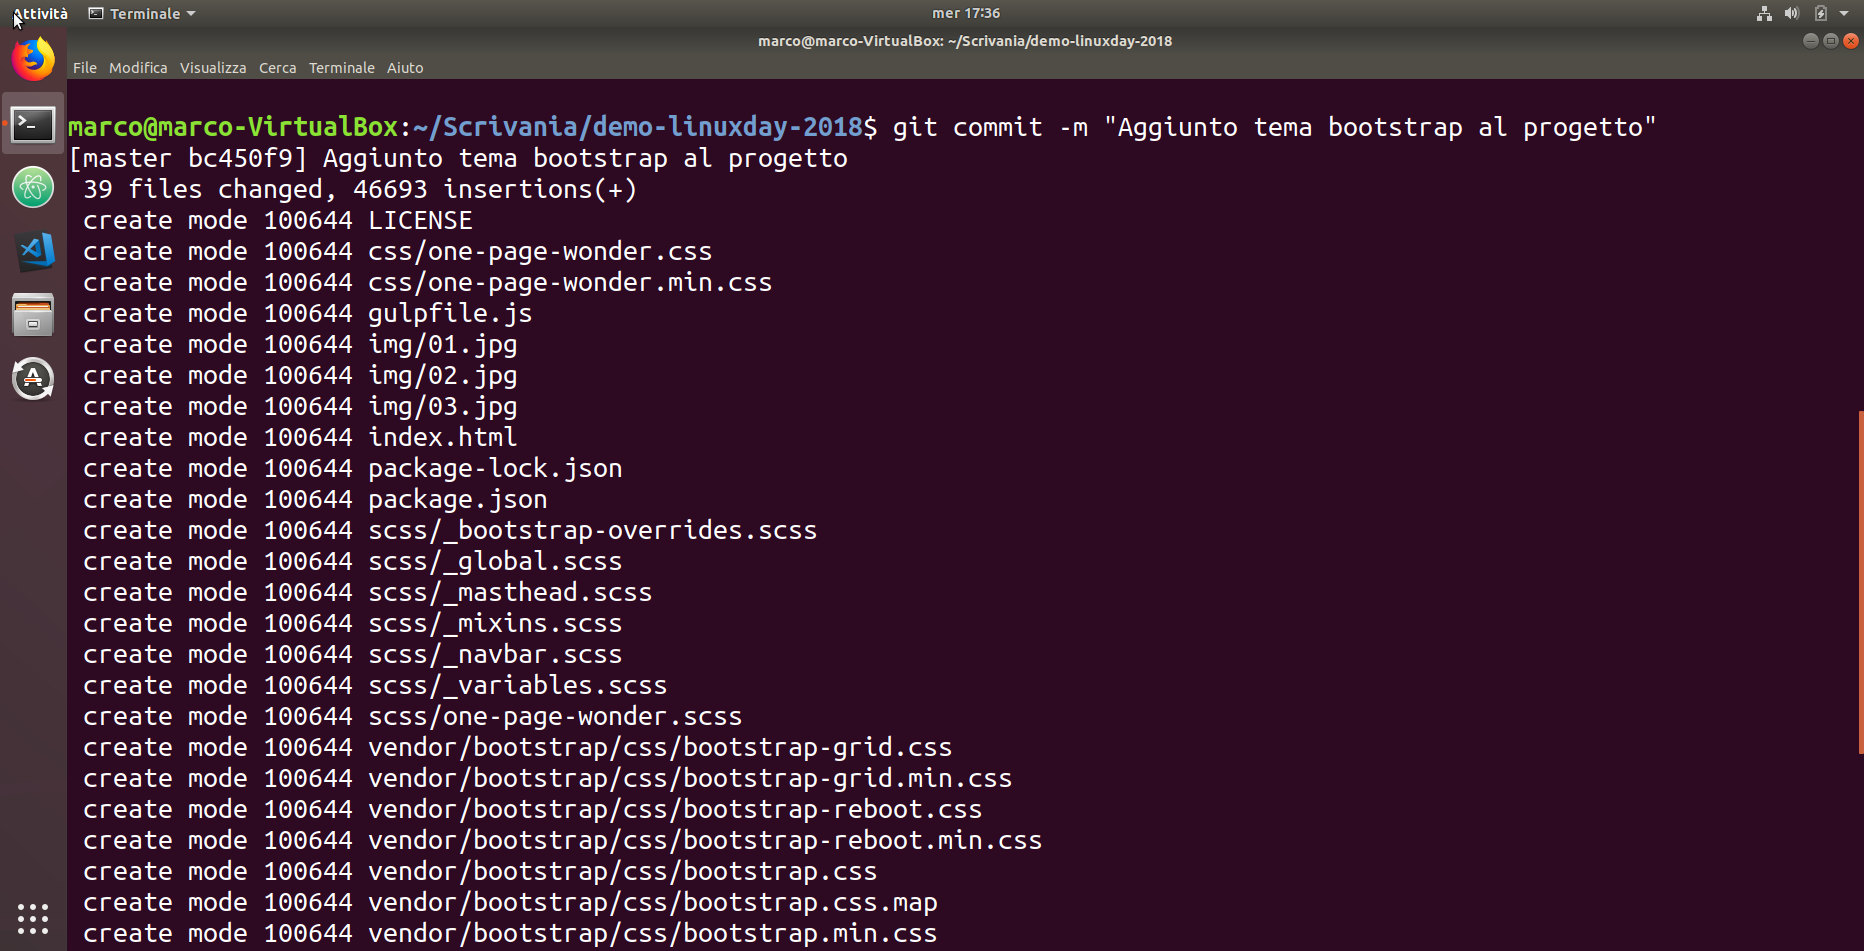 Attività Terminale mer 17:36
marco@marco-VirtualBox: ~/Scrivania/demo-linuxday-2018
File Modifica Visualizza Cerca Terminale Aiuto
marco@marco-VirtualBox:~/Scrivania/demo-linuxday-2018$ git commit -m "Aggiunto tema bootstrap al progetto"
[master bc450f9] Aggiunto tema bootstrap al progetto
 39 files changed, 46693 insertions(+)
 create mode 100644 LICENSE
 create mode 100644 css/one-page-wonder.css
 create mode 100644 css/one-page-wonder.min.css
 create mode 100644 gulpfile.js
 create mode 100644 img/01.jpg
 create mode 100644 img/02.jpg
 create mode 100644 img/03.jpg
 create mode 100644 index.html
 create mode 100644 package-lock.json
 create mode 100644 package.json
 create mode 100644 scss/_bootstrap-overrides.scss
 create mode 100644 scss/_global.scss
 create mode 100644 scss/_masthead.scss
 create mode 100644 scss/_mixins.scss
 create mode 100644 scss/_navbar.scss
 create mode 100644 scss/_variables.scss
 create mode 100644 scss/one-page-wonder.scss
 create mode 100644 vendor/bootstrap/css/bootstrap-grid.css
 create mode 100644 vendor/bootstrap/css/bootstrap-grid.min.css
 create mode 100644 vendor/bootstrap/css/bootstrap-reboot.css
 create mode 100644 vendor/bootstrap/css/bootstrap-reboot.min.css
 create mode 100644 vendor/bootstrap/css/bootstrap.css
 create mode 100644 vendor/bootstrap/css/bootstrap.css.map
 create mode 100644 vendor/bootstrap/css/bootstrap.min.css